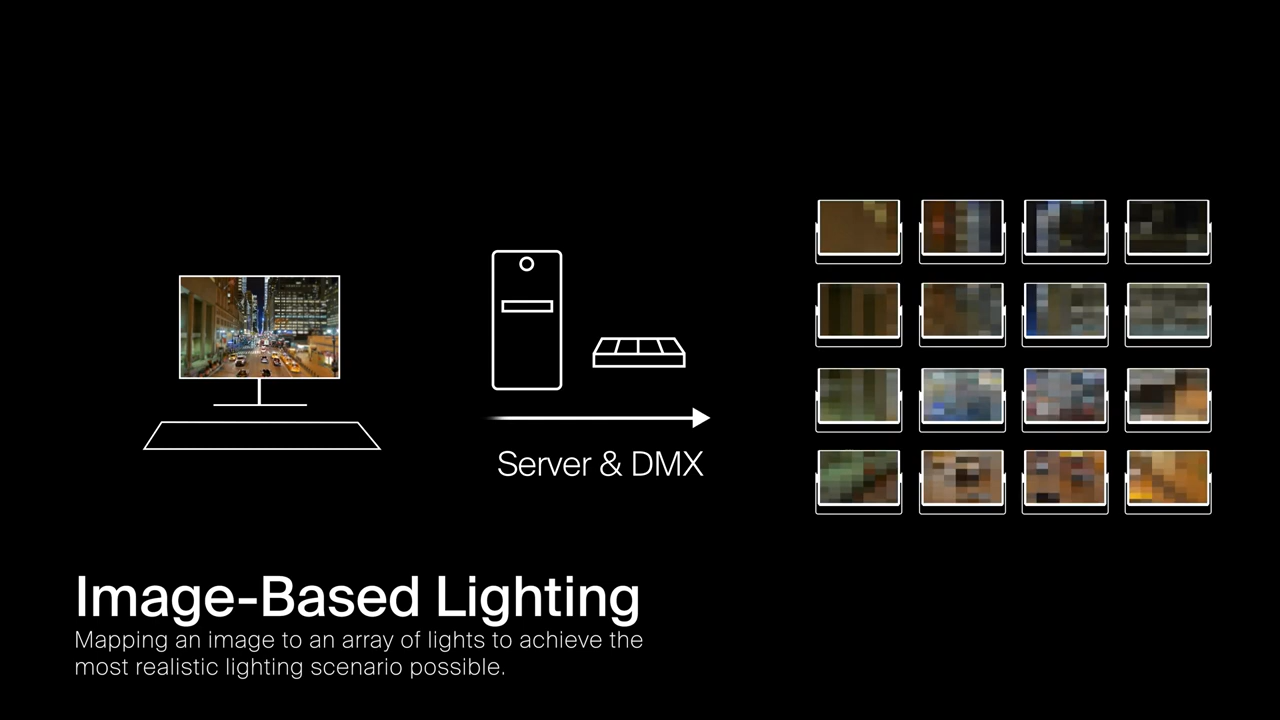 Server & DMX
Image-Based Lighting
Mapping an image to an array of lights to achieve the
most realistic lighting scenario possible.